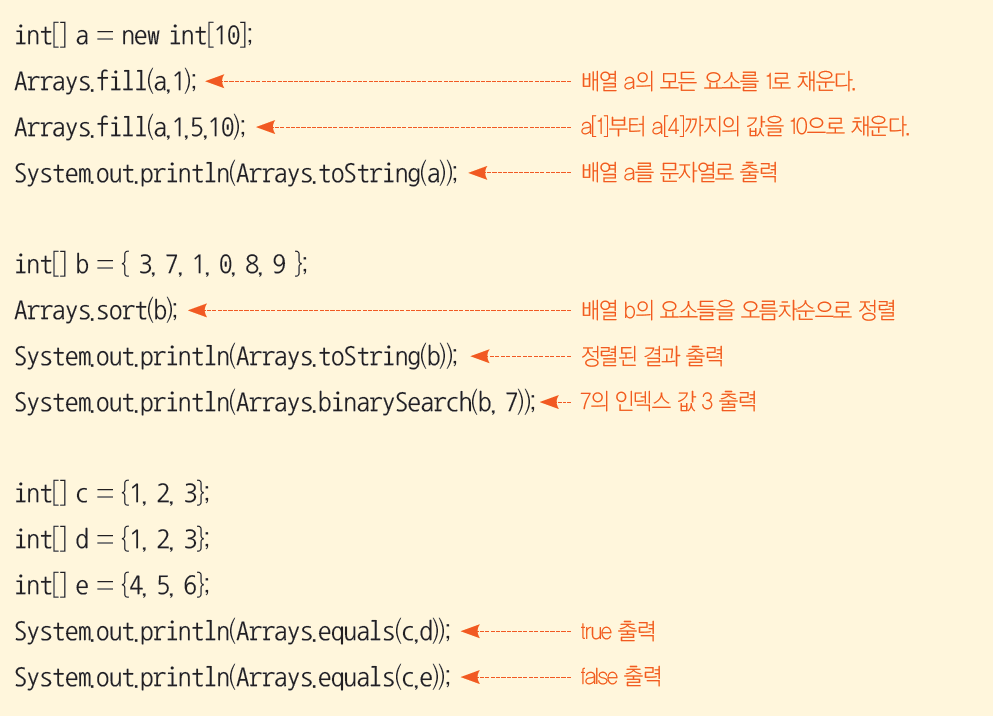 int[] a = new int[10];
Arrays.fill(a,1); 배열 a의 모든 요소를 1로 채운다.
Arrays.fill(a,1,5,10); a[1]부터 a[4]까지의 값을 10으로 채운다.
System.out.println(Arrays.toString(a)); 배열 a를 문자열로 출력
int[] b = { 3, 7, 1, 0, 8, 9 };
Arrays.sort(b); 배열 b의 요소들을 오름차순으로 정렬
System.out.println(Arrays.toString(b)); 정렬된 결과 출력
System.out.println(Arrays.binarySearch(b, 7)); 7의 인덱스 값 3 출력
int[] c = {1, 2, 3};
int[] d = {1, 2, 3};
int[] e = {4, 5, 6};
System.out.println(Arrays.equals(c,d)); true 출력
System.out.println(Arrays.equals(c,e)); false 출력